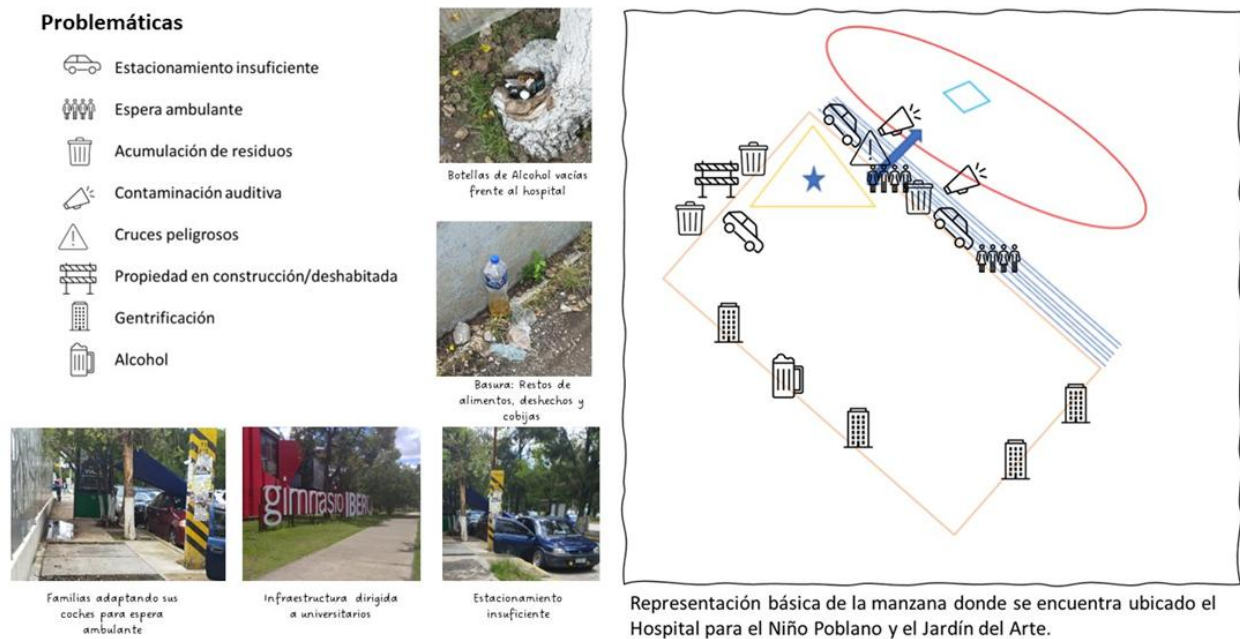 Problemáticas
Estacionamiento insuficiente
Espera ambulante
Acumulación de residuos
Contaminación auditiva
Cruces peligrosos
Propiedad en construcción/deshabitada
Gentrificación
Alcohol
Botellas de Alcohol vacías
frente al hospital
Basura: Restos de
alimentos, deshechos y
cobijas
gimnasio IBERO
Familias adaptando sus
coches para espera
ambulante
Infraestructura dirigida
a universitarios
Estacionamiento
insuficiente
Representación básica de la manzana donde se encuentra ubicado el
Hospital para el Niño Poblano y el Jardín del Arte.